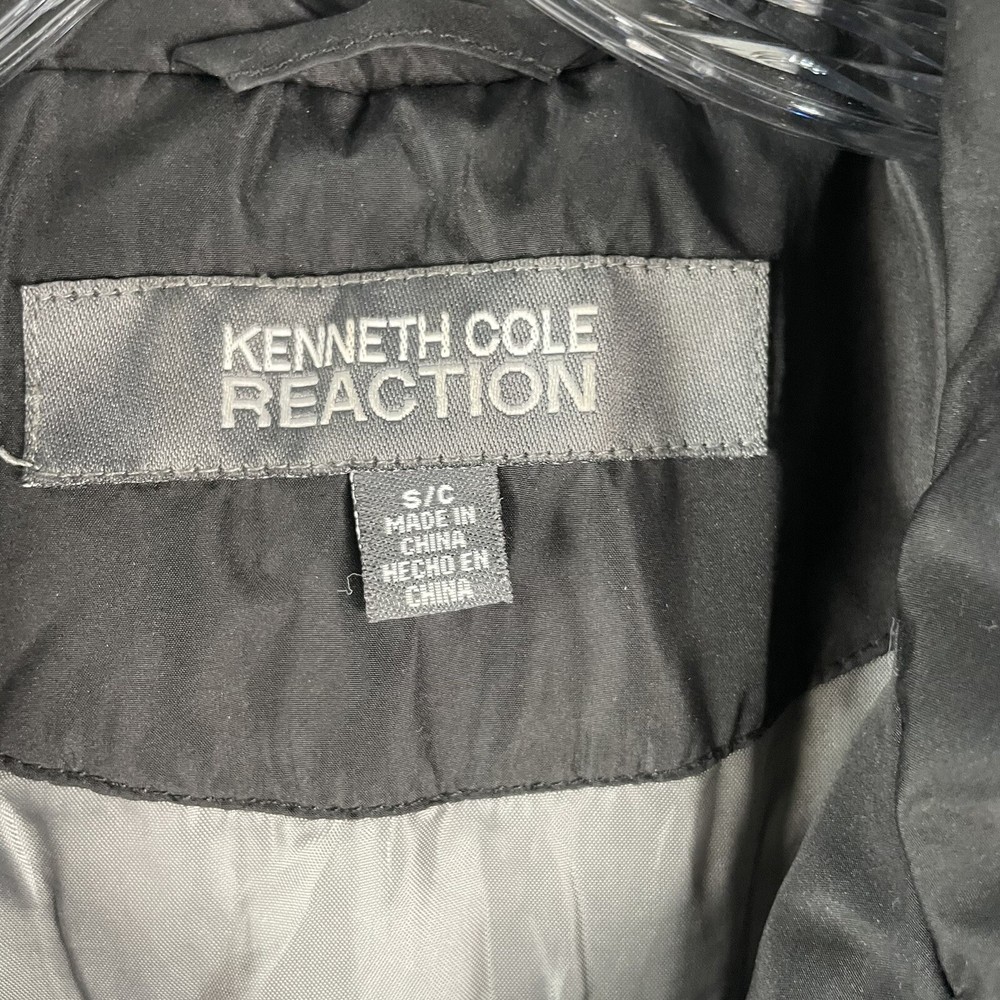 KENNETH COLE
REACTION
S/C
MADE IN
CHINA
HECHO EN
CHINA